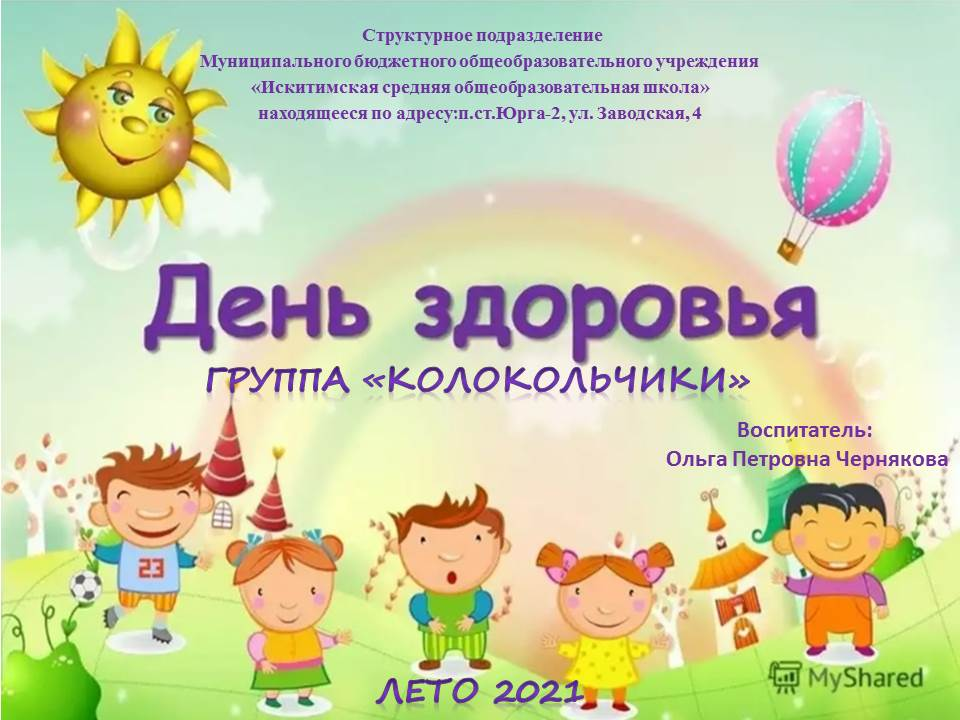 Структурное подразделение
Муниципального бюджетного общеобразовательного учреждения
«Искитимская средняя общеобразовательная школа»
находящееся по адресу:п.ст.Юрга-2, ул. Заводская, 4
День здоровья
ГРУППА «КОЛОКОЛЬЧИКИ»
Воспитатель:
Ольга Петровна Чернякова
23
ЛЕТО 2021
MyShared